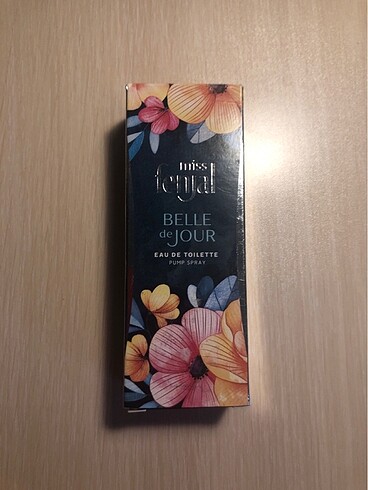 miss
fenjal
BELLE
de JOUR
EAU DE TOILETTE
PUMP SPRAY